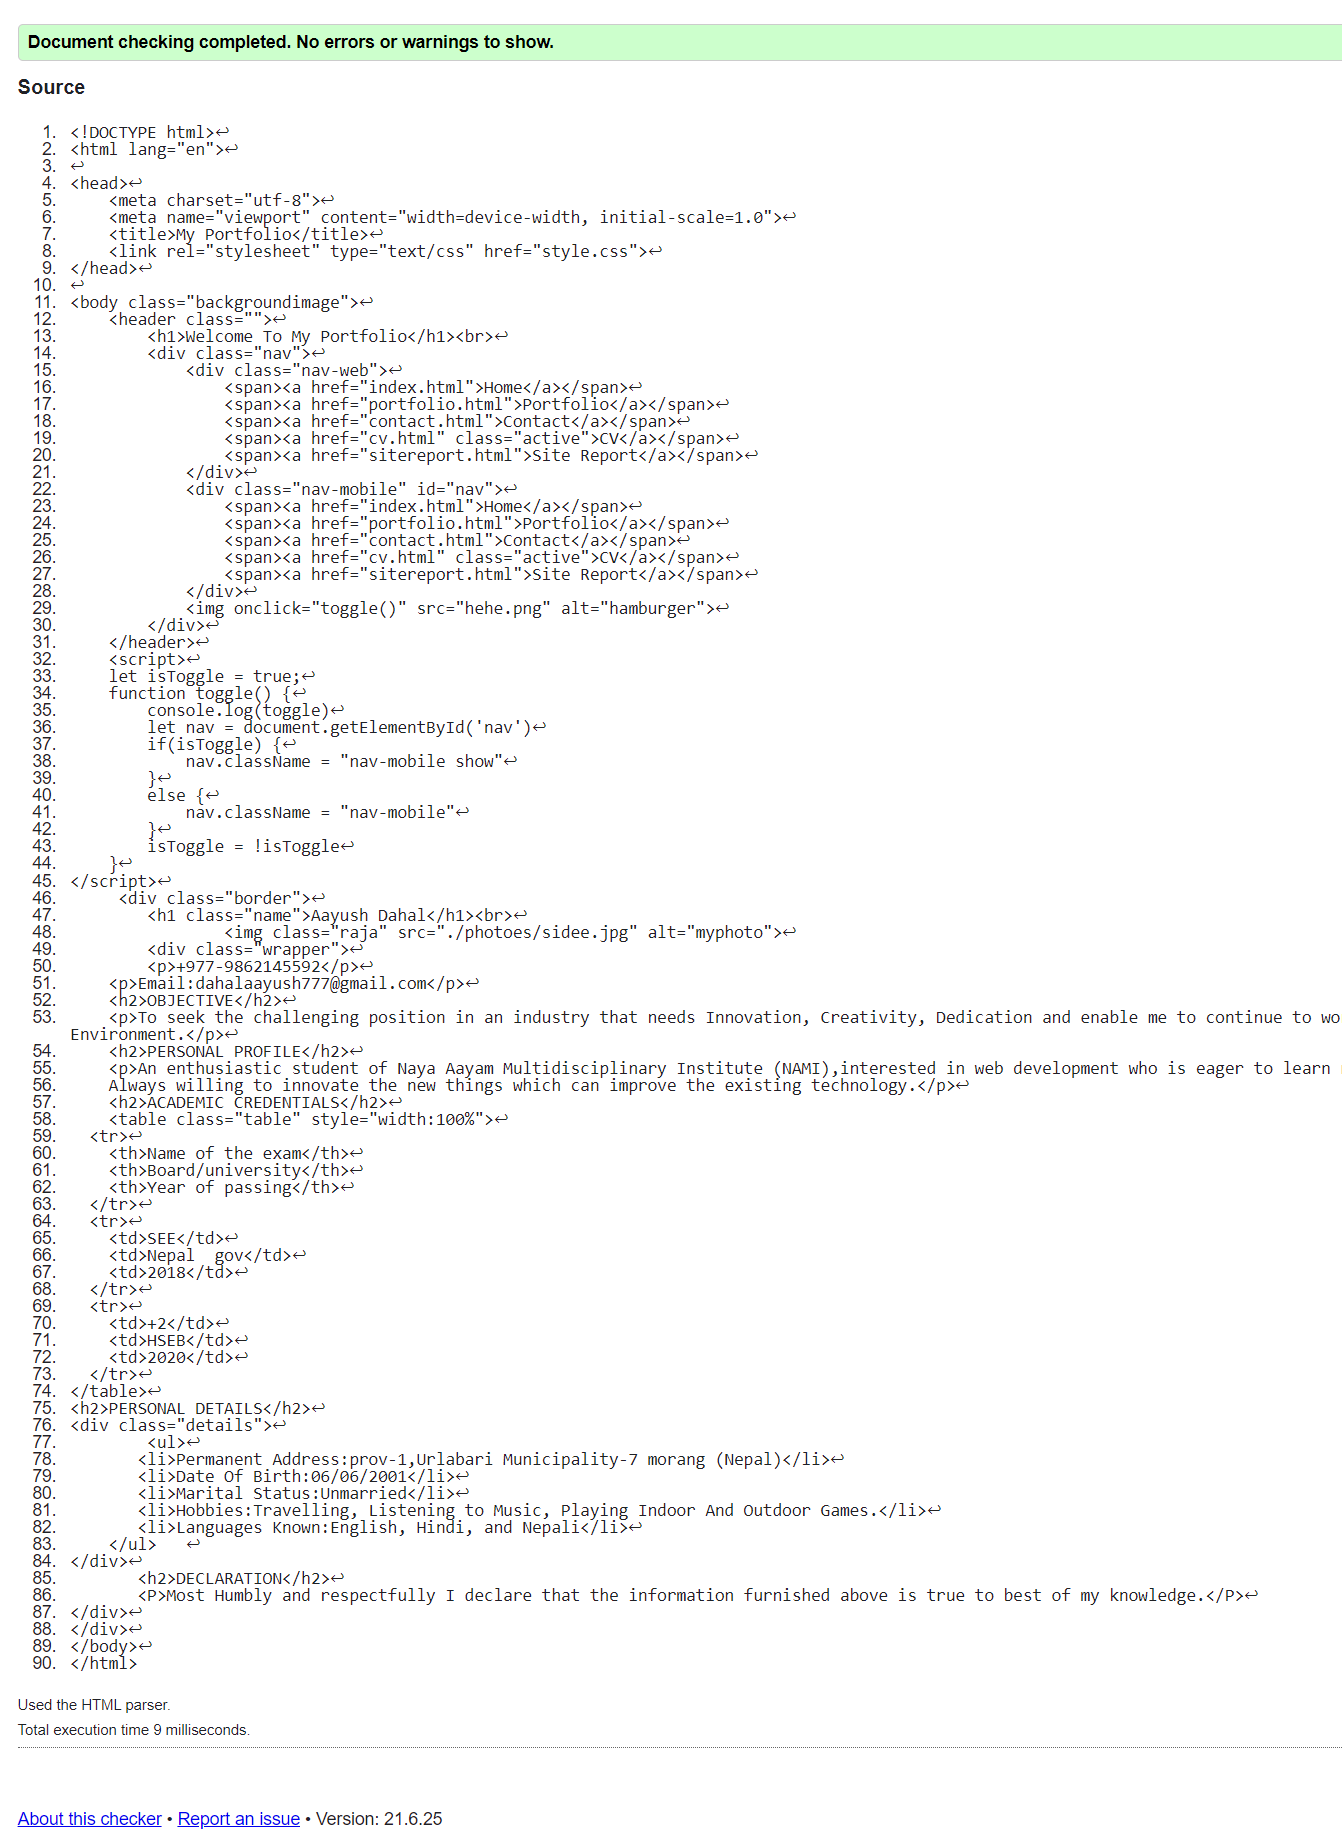 Document checking completed. No errors or warnings to show.
Source
1. <!DOCTYPE html>↩
2. <html lang="en">↩
3. ↩
4. <head>↩
5.     <meta charset="utf-8">↩
6.     <meta name="viewport" content="width=device-width, initial-scale=1.0">↩
7.     <title>My Portfolio</title>↩
8.     <link rel="stylesheet" type="text/css" href="style.css">↩
9. </head>↩
10. ↩
11. <body class="backgroundimage">↩
12.     <header class="">↩
13.         <h1>Welcome To My Portfolio</h1><br>↩
14.         <div class="nav">↩
15.             <div class="nav-web">↩
16.                 <span><a href="index.html">Home</a></span>↩
17.                 <span><a href="portfolio.html">Portfolio</a></span>↩
18.                 <span><a href="contact.html">Contact</a></span>↩
19.                 <span><a href="cv.html" class="active">CV</a></span>↩
20.                 <span><a href="sitereport.html">Site Report</a></span>↩
21.             </div>↩
22.             <div class="nav-mobile" id="nav">↩
23.                 <span><a href="index.html">Home</a></span>↩
24.                 <span><a href="portfolio.html">Portfolio</a></span>↩
25.                 <span><a href="contact.html">Contact</a></span>↩
26.                 <span><a href="cv.html" class="active">CV</a></span>↩
27.                 <span><a href="sitereport.html">Site Report</a></span>↩
28.             </div>↩
29.             <img onclick="toggle()" src="hehe.png" alt="hamburger">↩
30.         </div>↩
31.     </header>↩
32.     <script>↩
33.     let isToggle = true;↩
34.     function toggle() {↩
35.         console.log(toggle)↩
36.         let nav = document.getElementById('nav')↩
37.         if(isToggle) {↩
38.             nav.className = "nav-mobile show"↩
39.         }↩
40.         else {↩
41.             nav.className = "nav-mobile"↩
42.         }↩
43.         isToggle = !isToggle↩
44.     }↩
45. </script>↩
46.      <div class="border">↩
47.         <h1 class="name">Aayush Dahal</h1><br>↩
48.                 <img class="raja" src="./photoes/sidee.jpg" alt="myphoto">↩
49.         <div class="wrapper">↩
50.         <p>+977-9862145592</p>↩
51.     <p>Email:dahalaayush777@gmail.com</p>↩
52.     <h2>OBJECTIVE</h2>↩
53.     <p>To seek the challenging position in an industry that needs Innovation, Creativity, Dedication and enable me to continue to wo
Environment.</p>↩
54.     <h2>PERSONAL PROFILE</h2>↩
55.     <p>An enthusiastic student of Naya Aayam Multidisciplinary Institute (NAMI),interested in web development who is eager to learn
56.     Always willing to innovate the new things which can improve the existing technology.</p>↩
57.     <h2>ACADEMIC CREDENTIALS</h2>↩
58.     <table class="table" style="width:100%">↩
59.   <tr>↩
60.     <th>Name of the exam</th>↩
61.     <th>Board/university</th>↩
62.     <th>Year of passing</th>↩
63.   </tr>↩
64.   <tr>↩
65.     <td>SEE</td>↩
66.     <td>Nepal  gov</td>↩
67.     <td>2018</td>↩
68.   </tr>↩
69.   <tr>↩
70.     <td>+2</td>↩
71.     <td>HSEB</td>↩
72.     <td>2020</td>↩
73.   </tr>↩
74. </table>↩
75. <h2>PERSONAL DETAILS</h2>↩
76. <div class="details">↩
77.         <ul>↩
78.        <li>Permanent Address:prov-1,Urlabari Municipality-7 morang (Nepal)</li>↩
79.        <li>Date Of Birth:06/06/2001</li>↩
80.        <li>Marital Status:Unmarried</li>↩
81.        <li>Hobbies:Travelling, Listening to Music, Playing Indoor And Outdoor Games.</li>↩
82.        <li>Languages Known:English, Hindi, and Nepali</li>↩
83.     </ul>   ↩
84. </div>↩
85.        <h2>DECLARATION</h2>↩
86.        <P>Most Humbly and respectfully I declare that the information furnished above is true to best of my knowledge.</P>↩
87. </div>↩
88. </div>↩
89. </body>↩
90. </html>
Used the HTML parser.
Total execution time 9 milliseconds.
About this checker • Report an issue • Version: 21.6.25